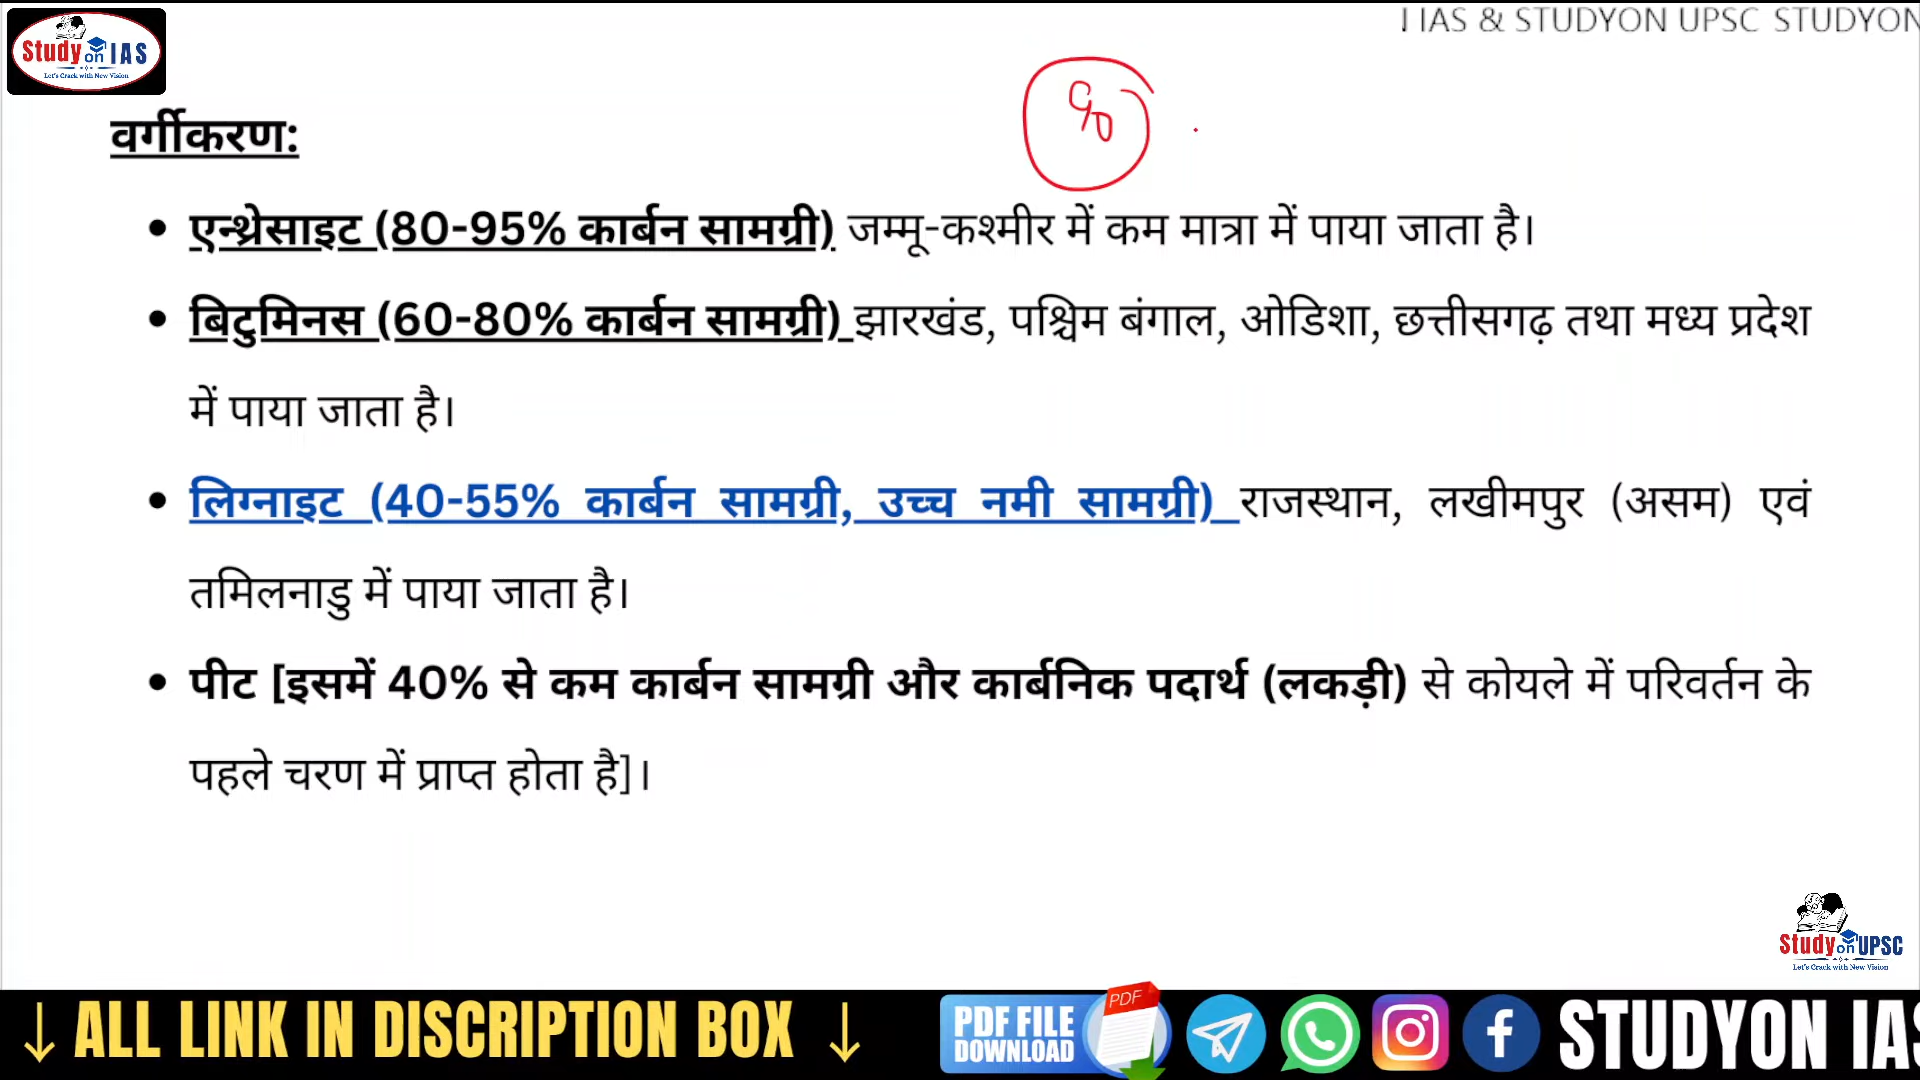 I IAS & STUDYON UPSC STUDYON
Study on IAS
Let's Crack with New Vision
%
वर्गीकरण:
• एन्थ्रेसाइट (80-95% कार्बन सामग्री) जम्मू-कश्मीर में कम मात्रा में पाया जाता है।
• बिटुमिनस (60-80% कार्बन सामग्री) झारखंड, पश्चिम बंगाल, ओडिशा, छत्तीसगढ़ तथा मध्य प्रदेश
में पाया जाता है।
• लिग्नाइट (40-55% कार्बन सामग्री, उच्च नमी सामग्री) राजस्थान, लखीमपुर (असम) एवं
तमिलनाडु में पाया जाता है।
• पीट [इसमें 40% से कम कार्बन सामग्री और कार्बनिक पदार्थ (लकड़ी) से कोयले में परिवर्तन के
पहले चरण में प्राप्त होता है]।
Study on UPSC
Let's Crack with New Vision
↓ ALL LINK IN DISCRIPTION BOX ↓
PDF FILE
DOWNLOAD
PDF
STUDYON IAS